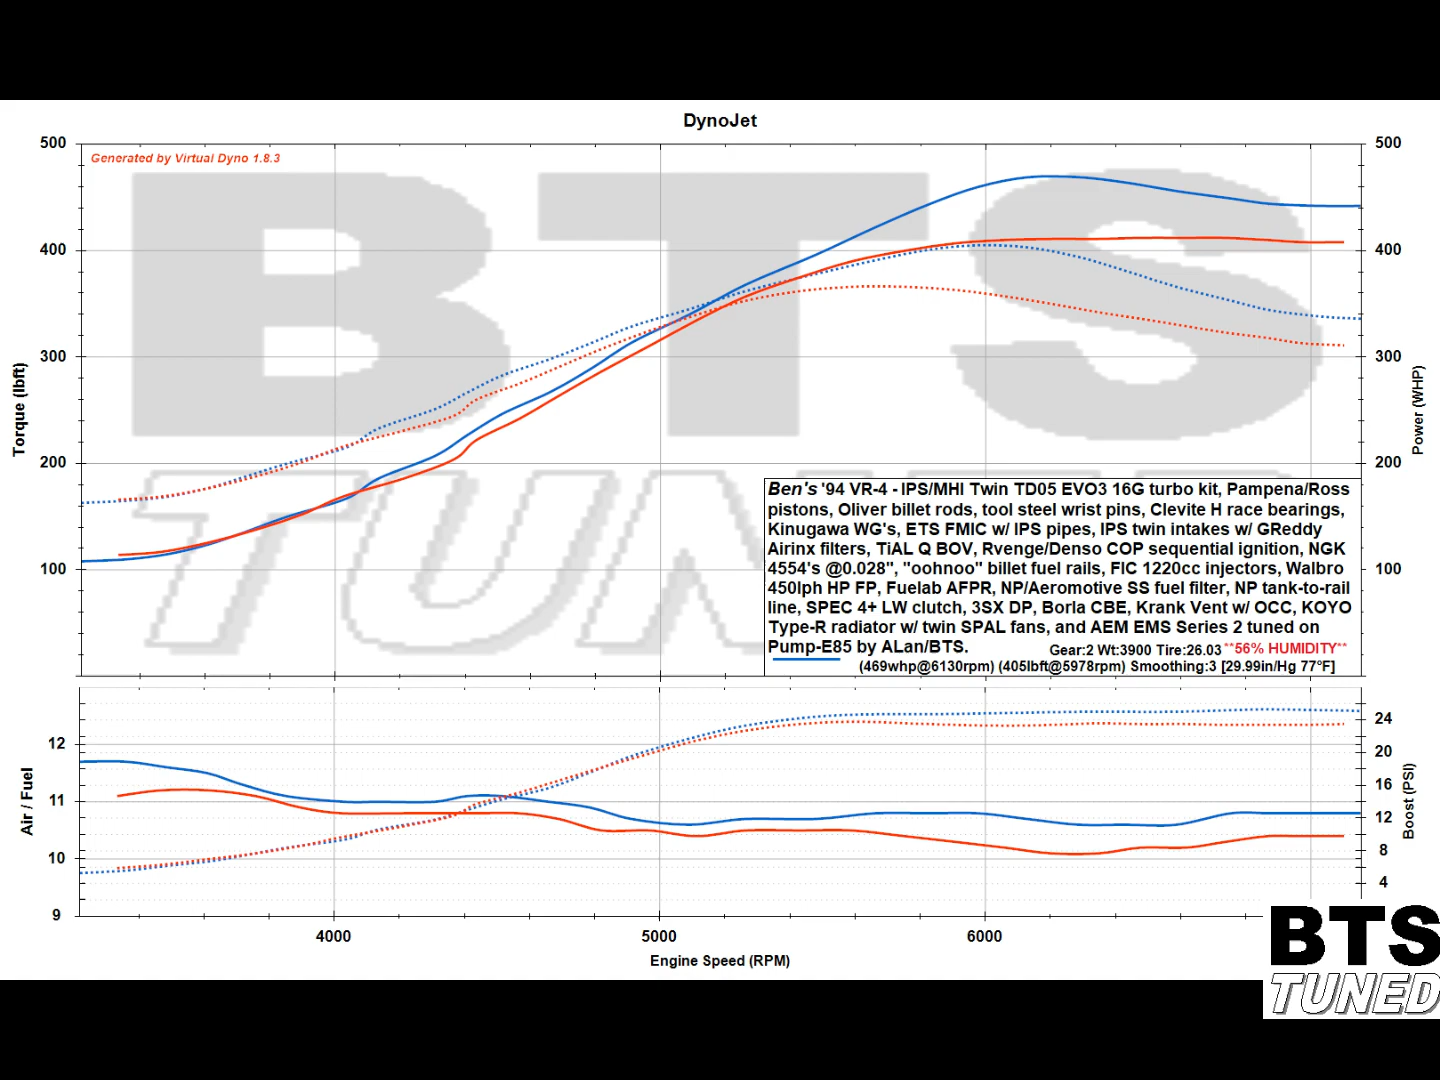 DynoJet
Generated by Virtual Dyno 1.8.3
500
400
300
200
100
Torque (lbft)
500
400
300
200
100
Power (WHP)
BTS
TUNED
Ben's '94 VR-4 - IPS/MHI Twin TD05 EVO3 16G turbo kit, Pampena/Ross
pistons, Oliver billet rods, tool steel wrist pins, Clevite H race bearings,
Kinugawa WG's, ETS FMIC w/ IPS pipes, IPS twin intakes w/ GReddy
Airinx filters, TiAL Q BOV, Rvenge/Denso COP sequential ignition, NGK
4554's @0.028", "oohnoo" billet fuel rails, FIC 1220cc injectors, Walbro
450lph HP FP, Fuelab AFPR, NP/Aeromotive SS fuel filter, NP tank-to-rail
line, SPEC 4+ LW clutch, 3SX DP, Borla CBE, Krank Vent w/ OCC, KOYO
Type-R radiator w/ twin SPAL fans, and AEM EMS Series 2 tuned on
Pump-E85 by ALan/BTS.
Gear:2 Wt:3900 Tire:26.03 **56% HUMIDITY**
(469whp@6130rpm) (405lbft@5978rpm) Smoothing:3 [29.99in/Hg 77°F]
12
11
10
9
Air / Fuel
24
20
16
12
8
4
Boost (PSI)
4000
5000
6000
Engine Speed (RPM)
BTS
TUNED